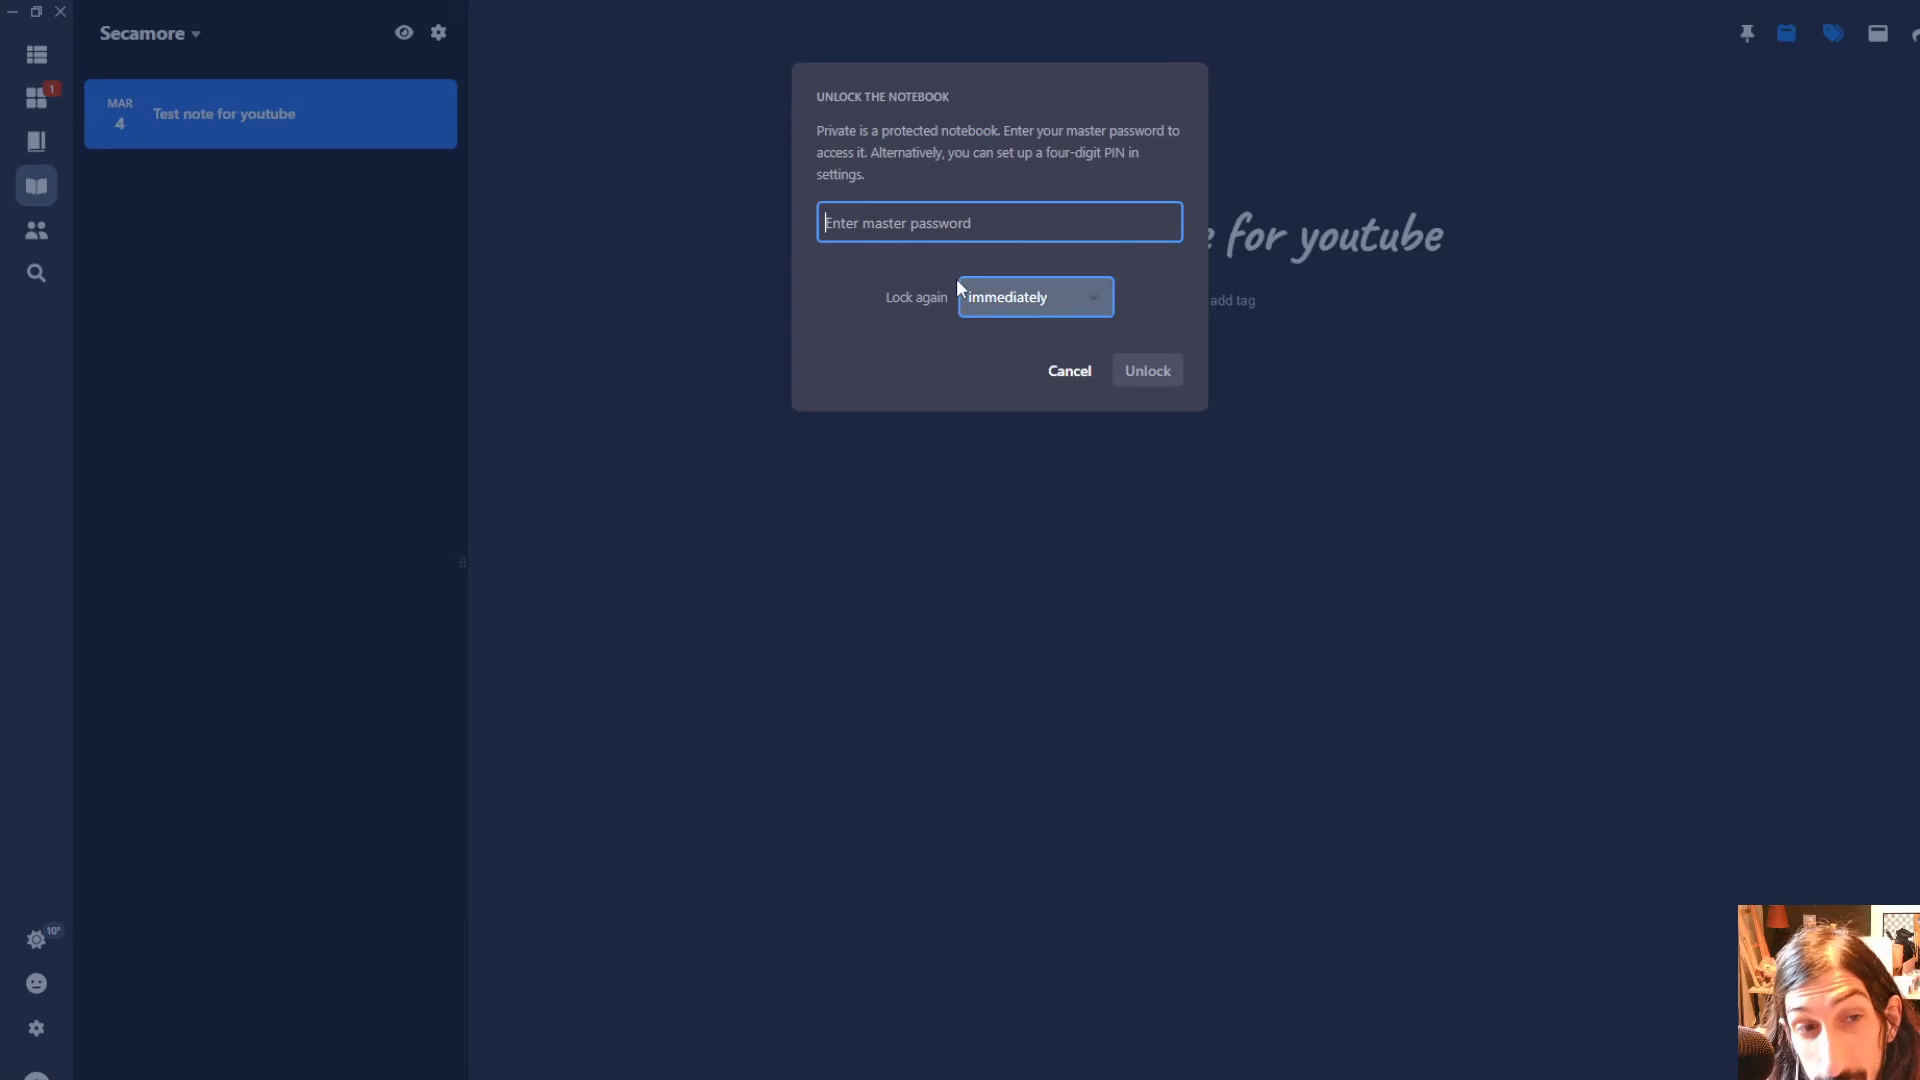 Secamore
1
MAR
4
Test note for youtube
UNLOCK THE NOTEBOOK
Private is a protected notebook. Enter your master password to
access it. Alternatively, you can set up a four-digit PIN in
settings.
Enter master password
for youtube
Lock again
immediately
add tag
Cancel
Unlock
10°